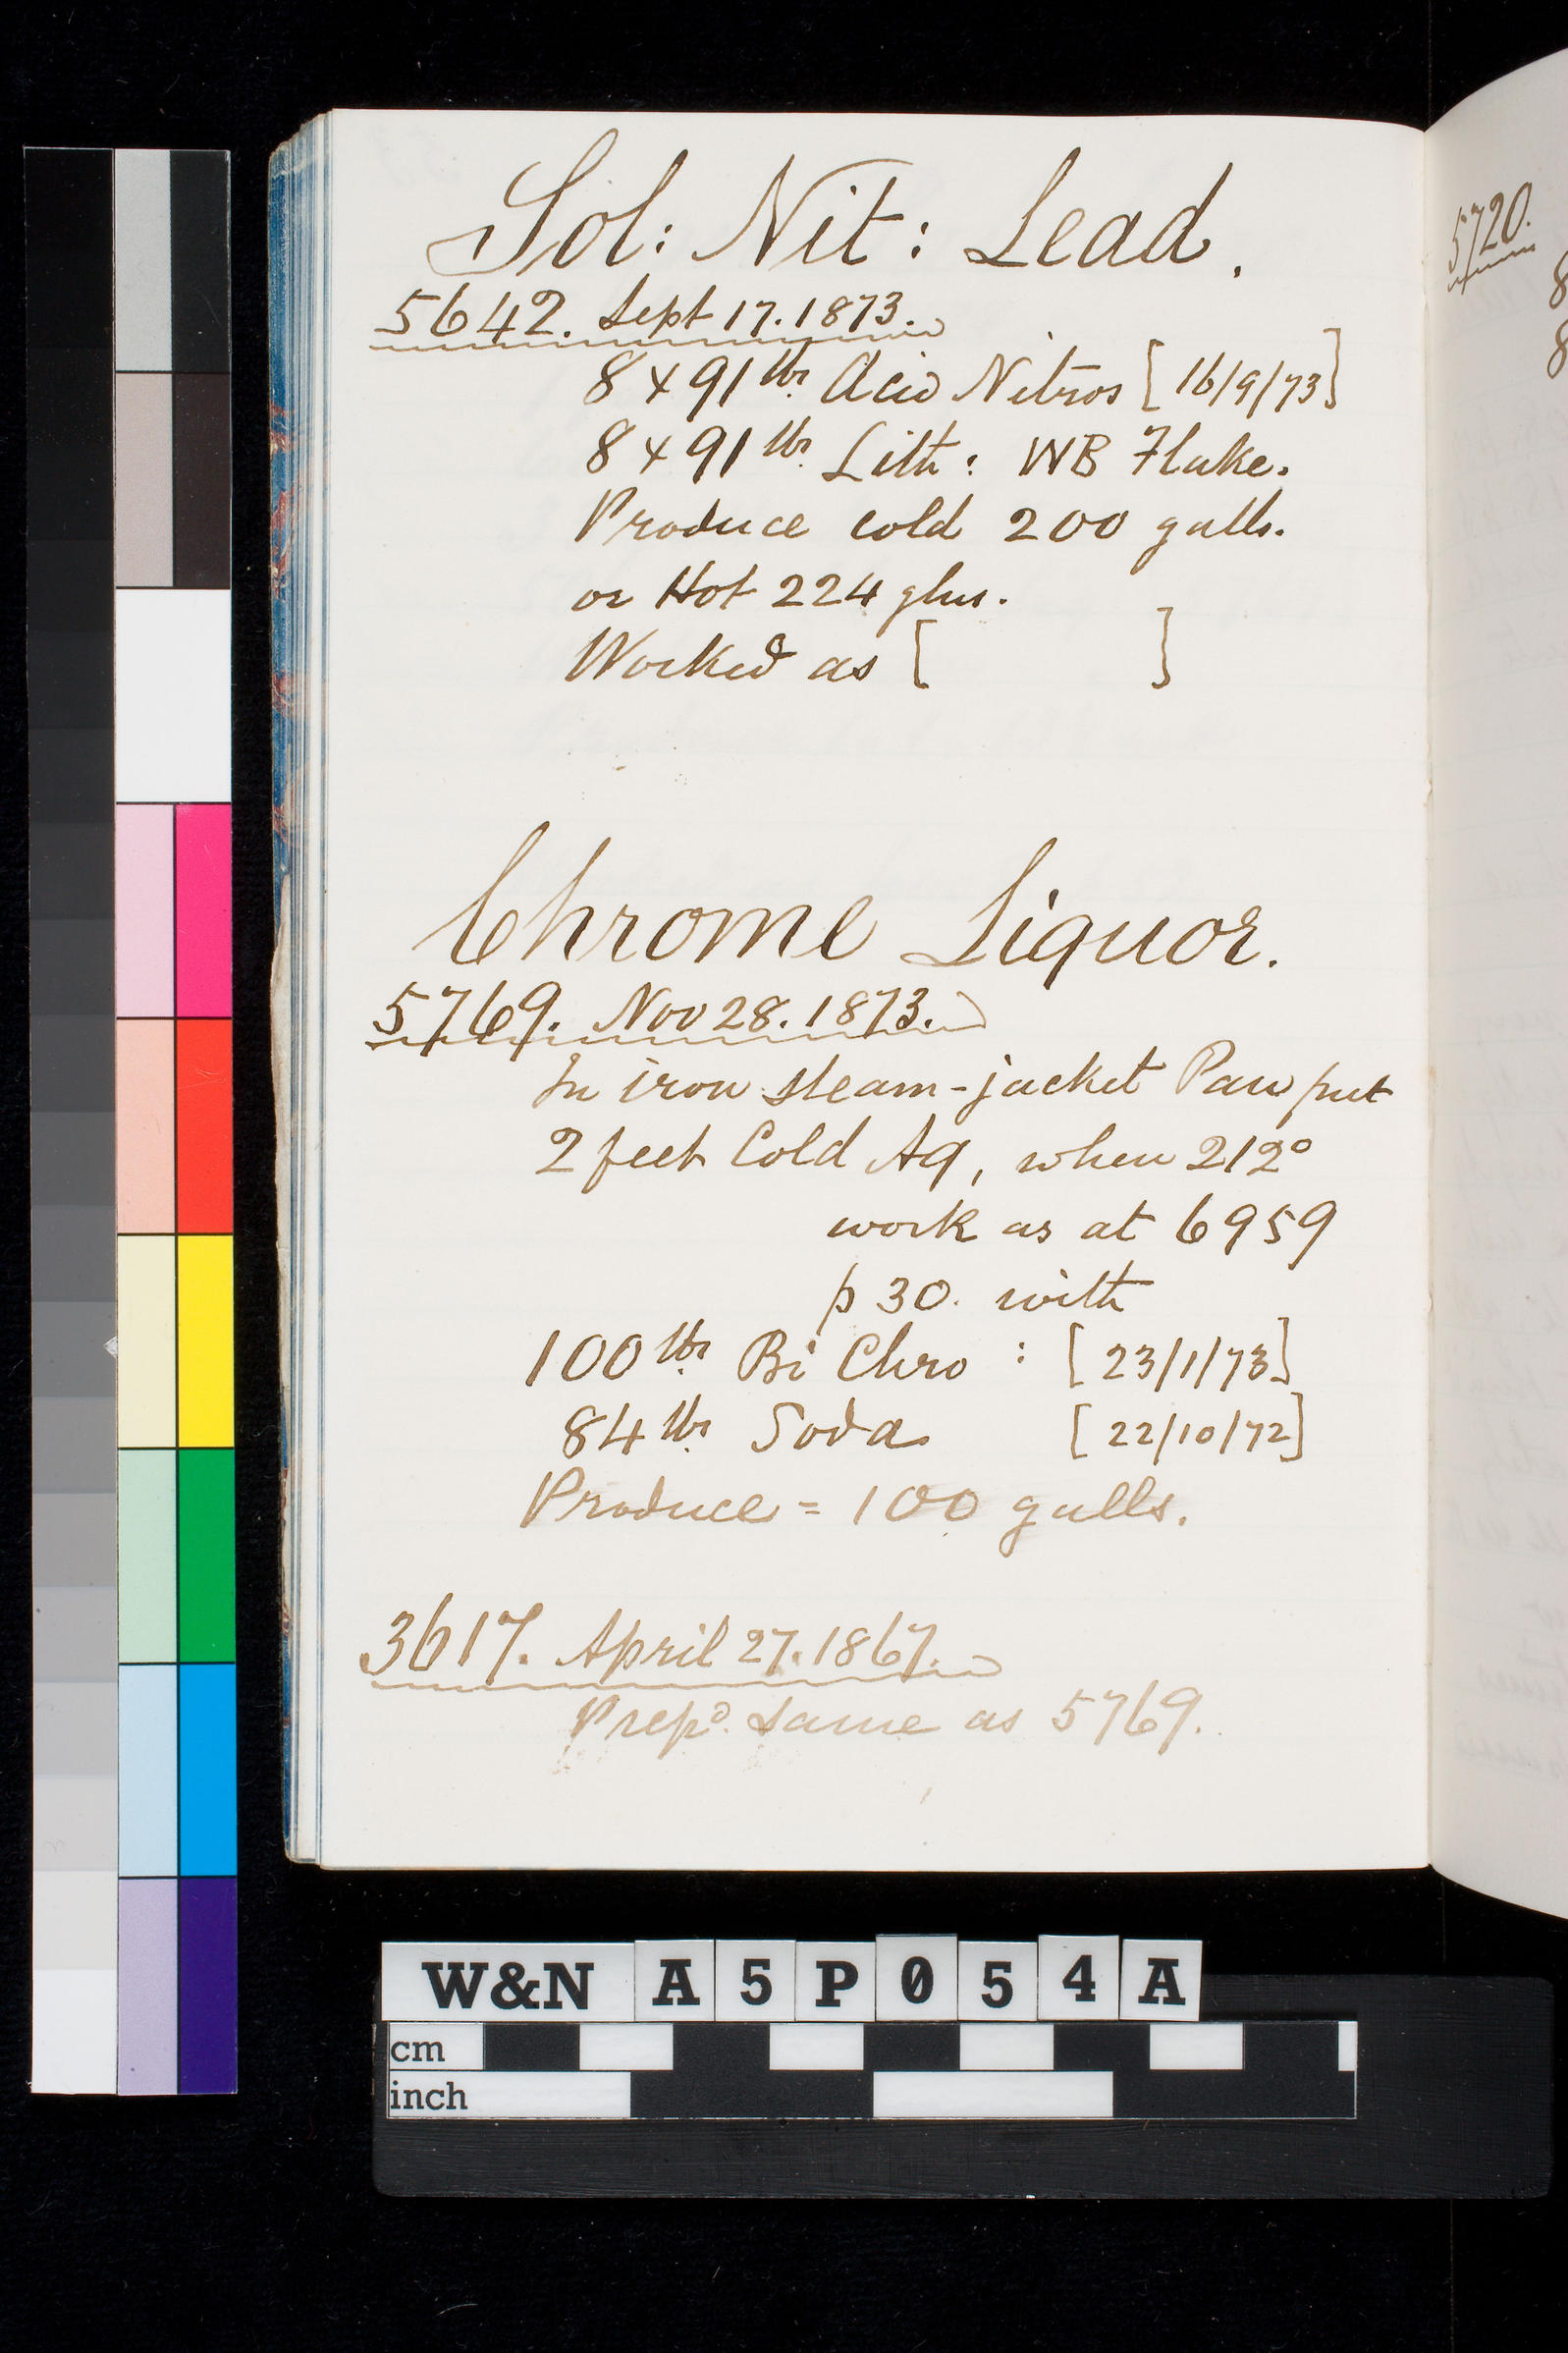 Sol: Nit: Lead.
5642. Sept 17. 1873.
8 x 91 lbs. Acid Nitros [16/9/73]
8 x 91 lbs. Lith: WB Flake.
Produce cold 200 galls.
or Hot 224 glns.
Worked as [ ]
Chrome Liquor.
5769. Nov 28. 1873.
In iron steam-jacket Pan put
2 feet Cold Aq, when 212°
work as at 6959
p 30. with
100 lbs. Bi Chro : [23/1/73]
84 lbs. Soda [22/10/72]
Produce = 100 galls.
3617. April 27. 1867.
Prepd. same as 5769.
5720.
8
8
W&N A5P054A
cm
inch